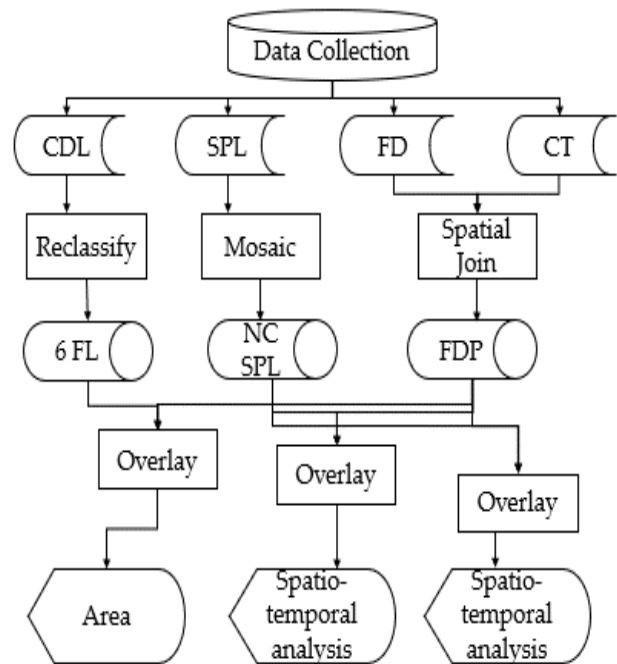 Data Collection
CDL
SPL
FD
CT
Reclassify
Mosaic
Spatial
Join
6 FL
NC
SPL
FDP
Overlay
Overlay
Overlay
Area
Spatio-
temporal
analysis
Spatio-
temporal
analysis